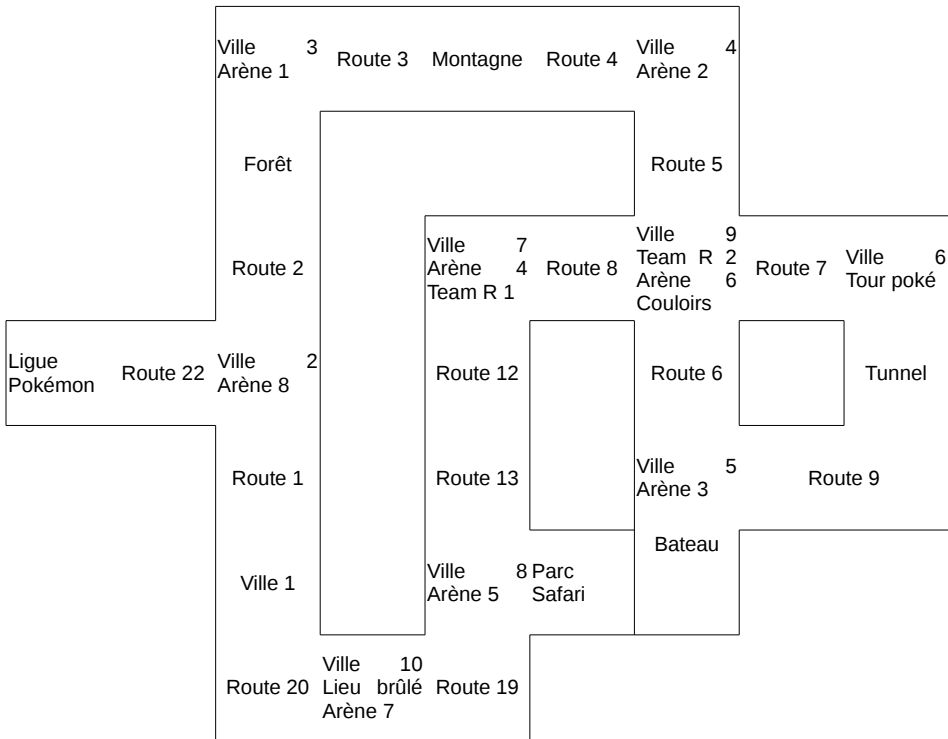 Ville 3
Arène 1
Route 3
Montagne
Route 4
Ville 4
Arène 2
Forêt
Route 5
Route 2
Ville 7
Arène 4
Team R 1
Route 8
Ville 9
Team R 2
Arène 6
Couloirs
Route 7
Ville 6
Tour poké
Ligue
Pokémon
Route 22
Ville 2
Arène 8
Route 12
Route 6
Tunnel
Route 1
Route 13
Ville 5
Arène 3
Route 9
Bateau
Ville 1
Ville 8
Arène 5
Parc
Safari
Route 20
Ville 10
Lieu brûlé
Arène 7
Route 19